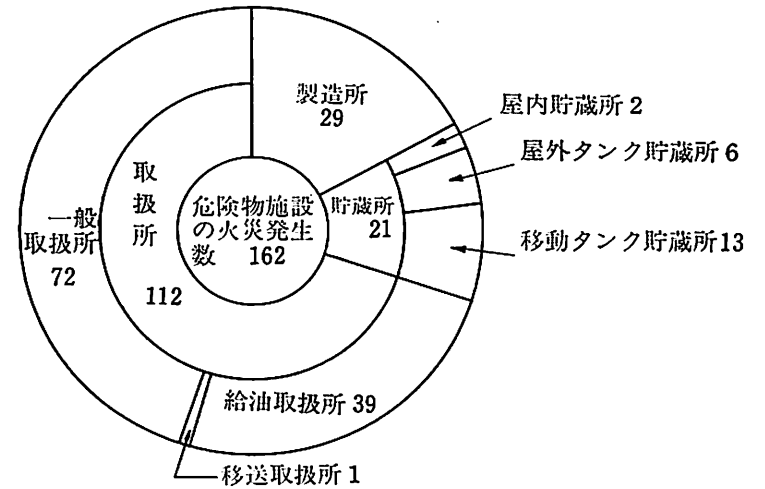 製造所
29
屋内貯蔵所 2
屋外タンク貯蔵所 6
移動タンク貯蔵所13
貯蔵所
21
危険物施設
の火災発生
数 162
取
扱
所
112
一般
取扱所
72
給油取扱所 39
移送取扱所 1